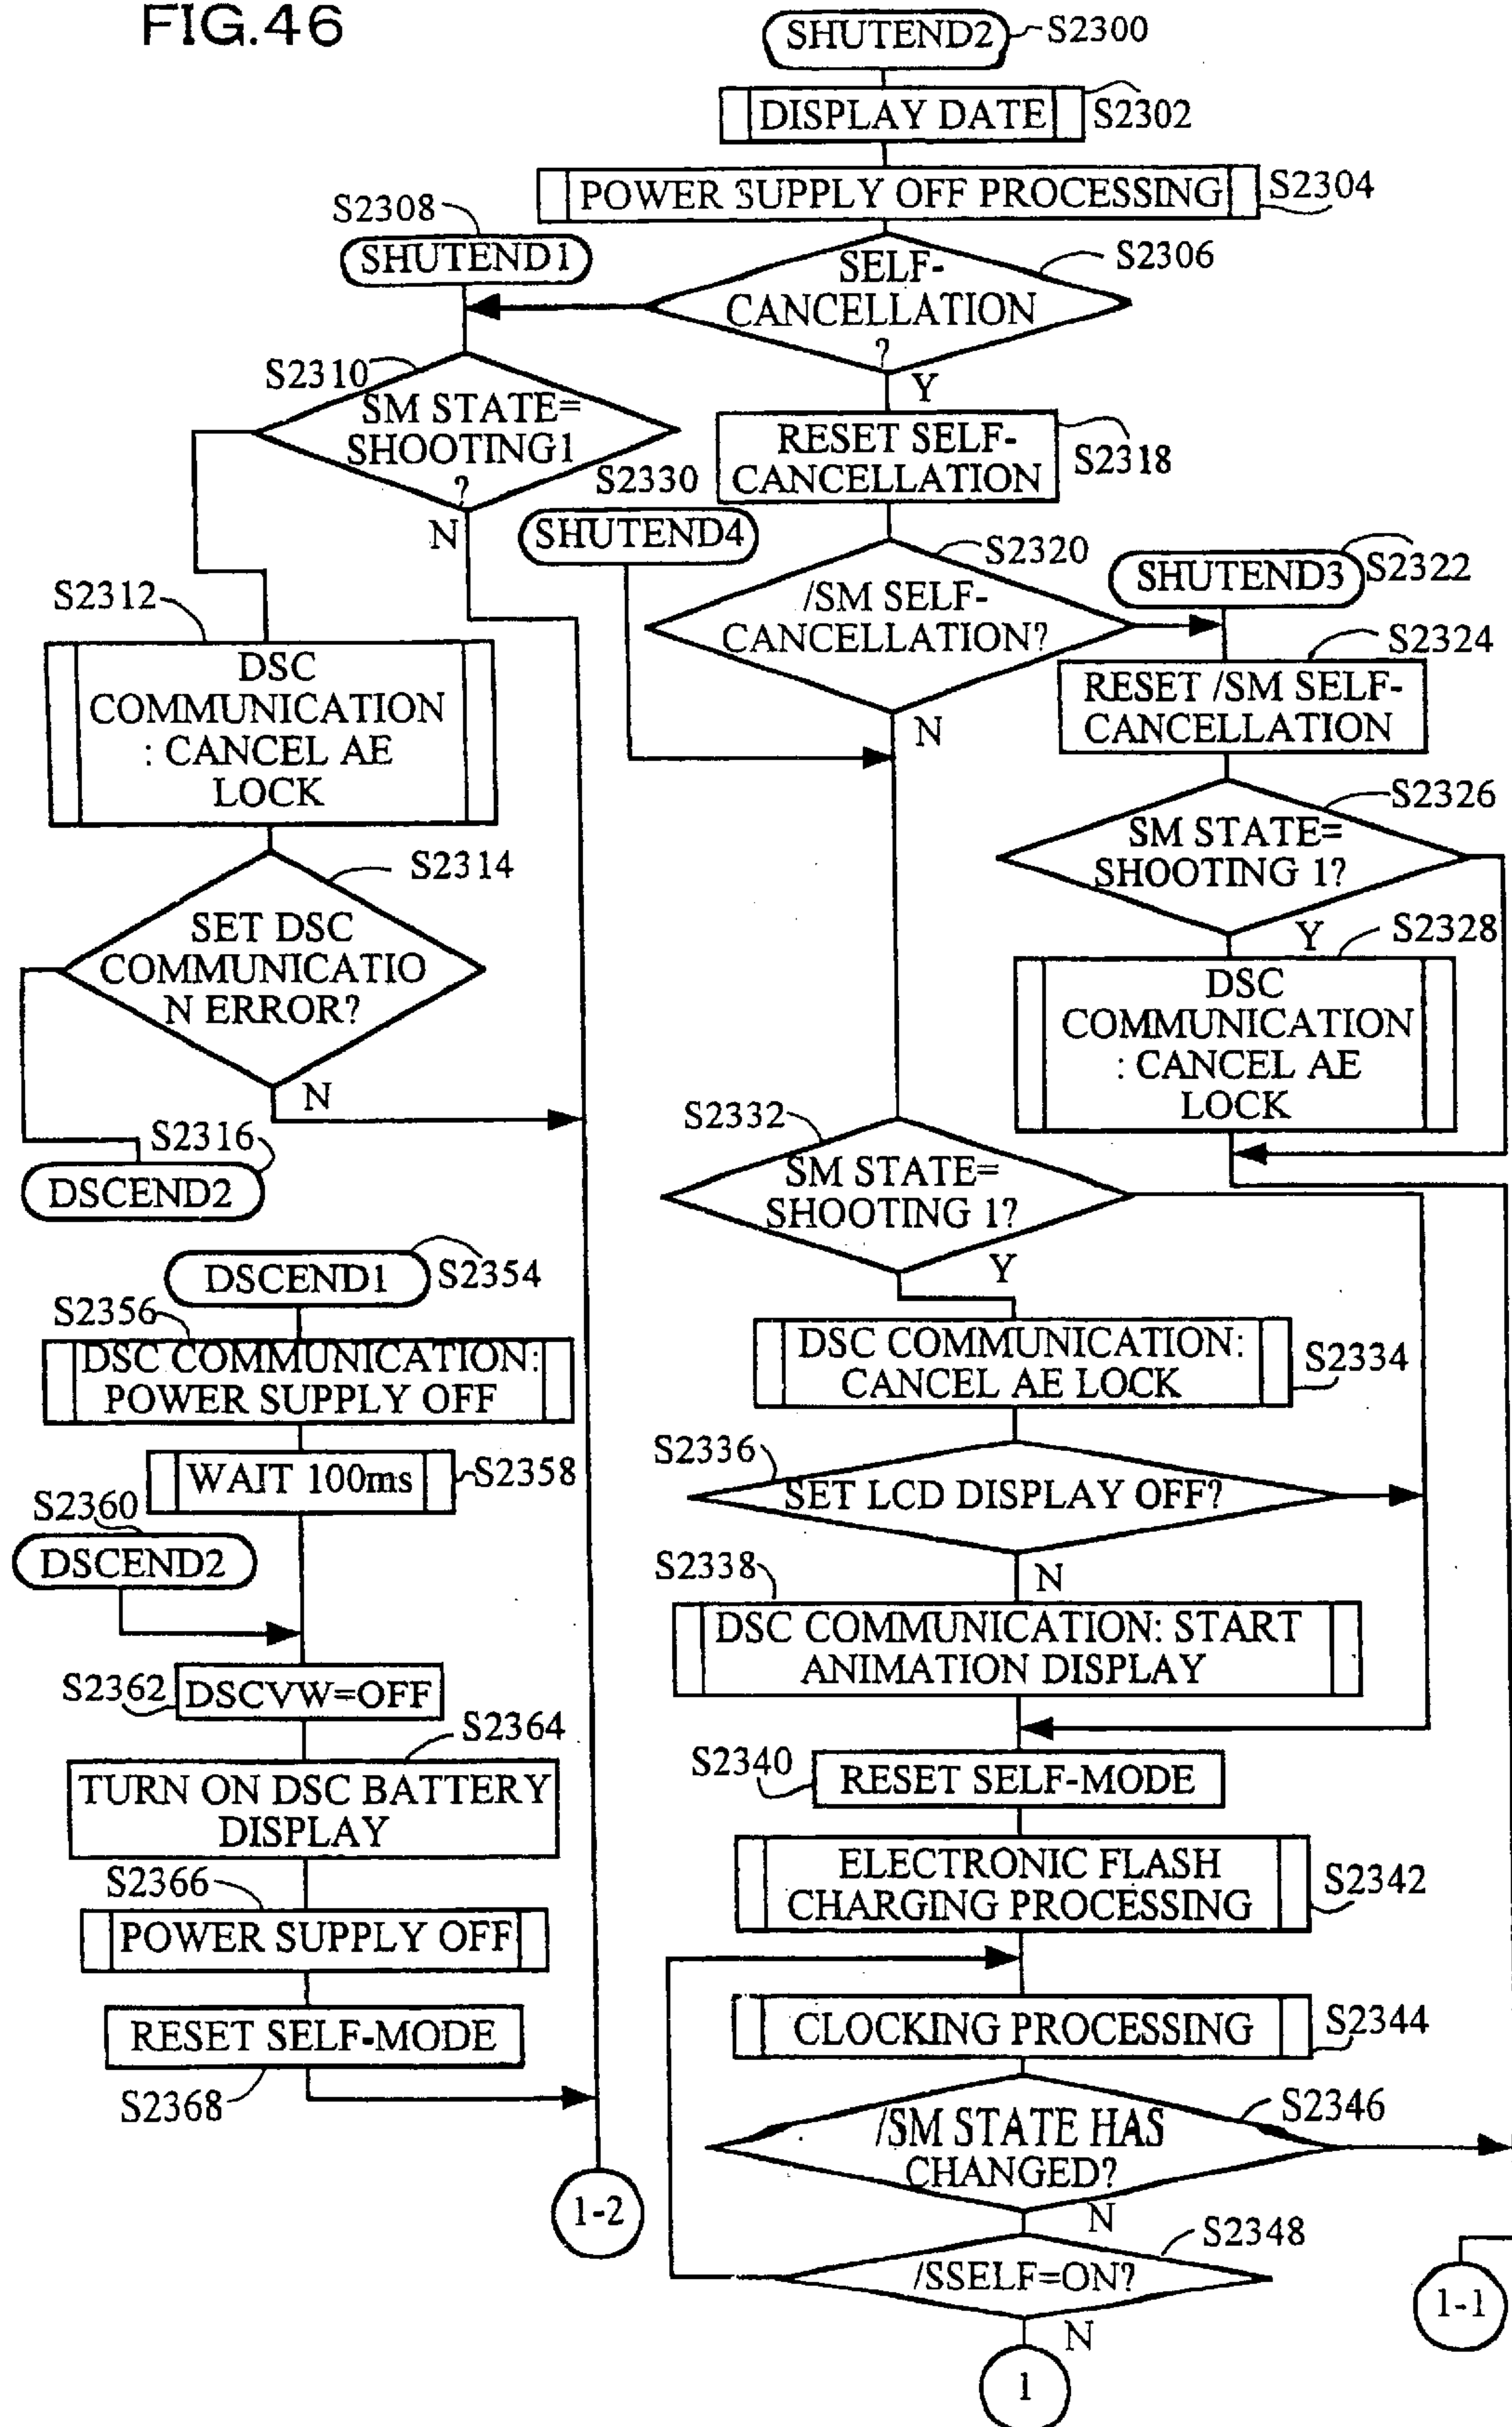 FIG.46
SHUTEND2
S2300
DISPLAY DATE
S2302
POWER SUPPLY OFF PROCESSING
S2304
S2308
SHUTEND1
SELF-
CANCELLATION
?
S2306
Y
S2310
SM STATE=
SHOOTING1
?
N
RESET SELF-
CANCELLATION
S2318
S2330
SHUTEND4
/SM SELF-
CANCELLATION?
S2320
N
SHUTEND3
S2322
S2324
RESET /SM SELF-
CANCELLATION
S2312
DSC
COMMUNICATION
: CANCEL AE
LOCK
S2326
SM STATE=
SHOOTING 1?
Y
S2314
SET DSC
COMMUNICATIO
N ERROR?
N
S2328
DSC
COMMUNICATION
: CANCEL AE
LOCK
S2316
DSCEND2
S2332
SM STATE=
SHOOTING 1?
Y
DSCEND1
S2354
S2356
DSC COMMUNICATION:
POWER SUPPLY OFF
DSC COMMUNICATION:
CANCEL AE LOCK
S2334
WAIT 100ms
S2358
S2336
SET LCD DISPLAY OFF?
N
S2360
DSCEND2
S2338
DSC COMMUNICATION: START
ANIMATION DISPLAY
S2362
DSCVW=OFF
S2364
TURN ON DSC BATTERY
DISPLAY
S2340
RESET SELF-MODE
S2366
POWER SUPPLY OFF
ELECTRONIC FLASH
CHARGING PROCESSING
S2342
RESET SELF-MODE
S2368
CLOCKING PROCESSING
S2344
/SM STATE HAS
CHANGED?
S2346
N
1-2
S2348
/SSELF=ON?
N
1-1
1